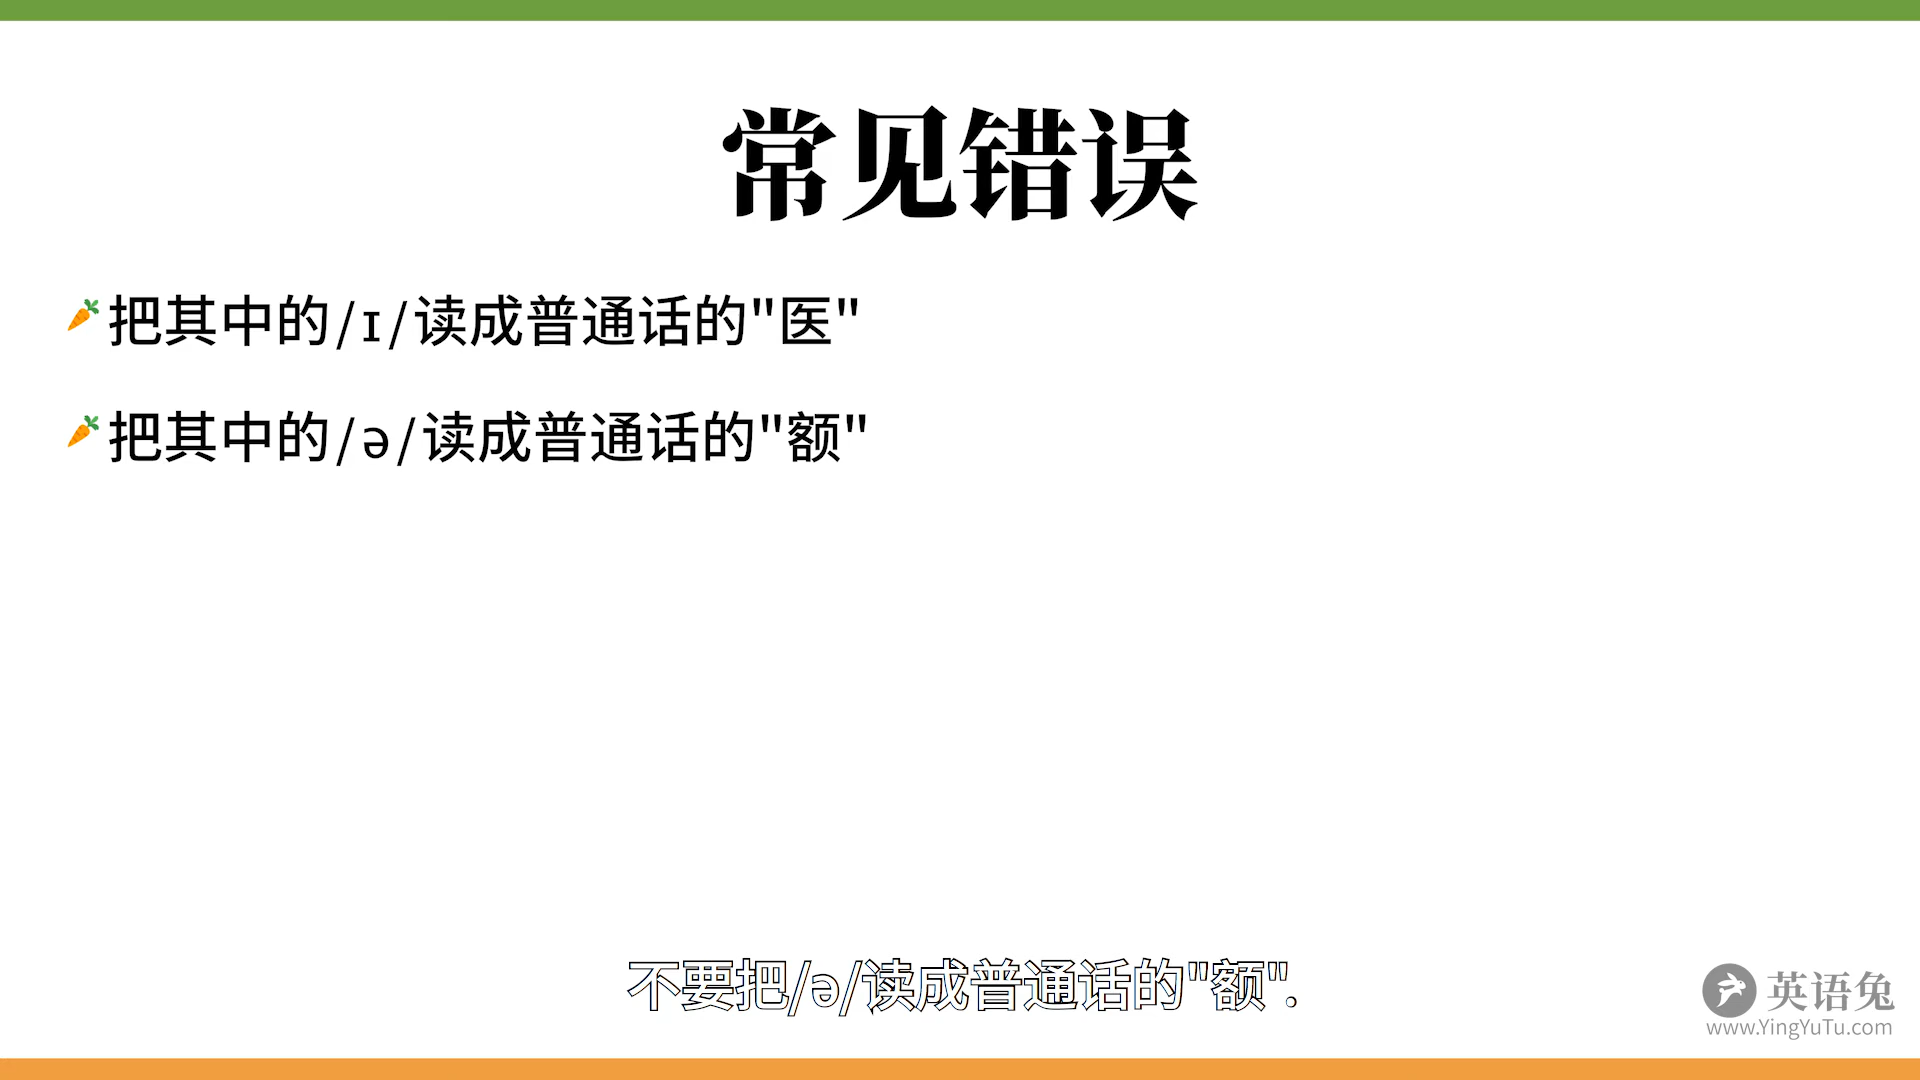 常见错误
把其中的/ɪ/读成普通话的"医"
把其中的/ə/读成普通话的"额"
不要把/ə/读成普通话的"额".
英语兔
www.YingYuTu.com